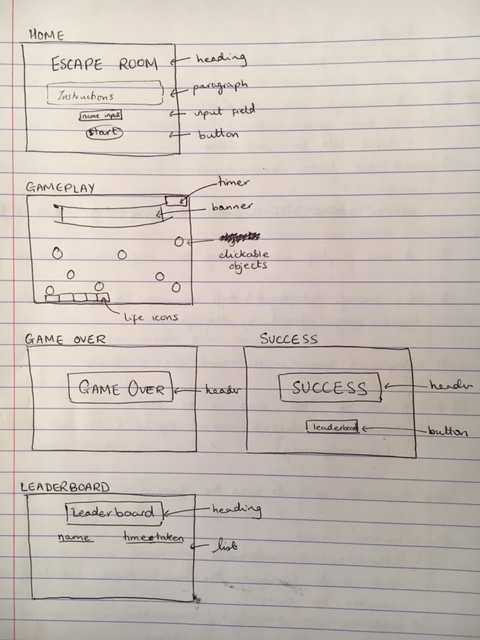 HOME
ESCAPE ROOM
heading
Instructions
paragraph
name input
input field
start
button
GAMEPLAY
timer
banner
clickable
objects
life icons
GAME OVER
GAME OVER
header
SUCCESS
SUCCESS
header
leaderboard
button
LEADERBOARD
Leaderboard
heading
name timetaken
list